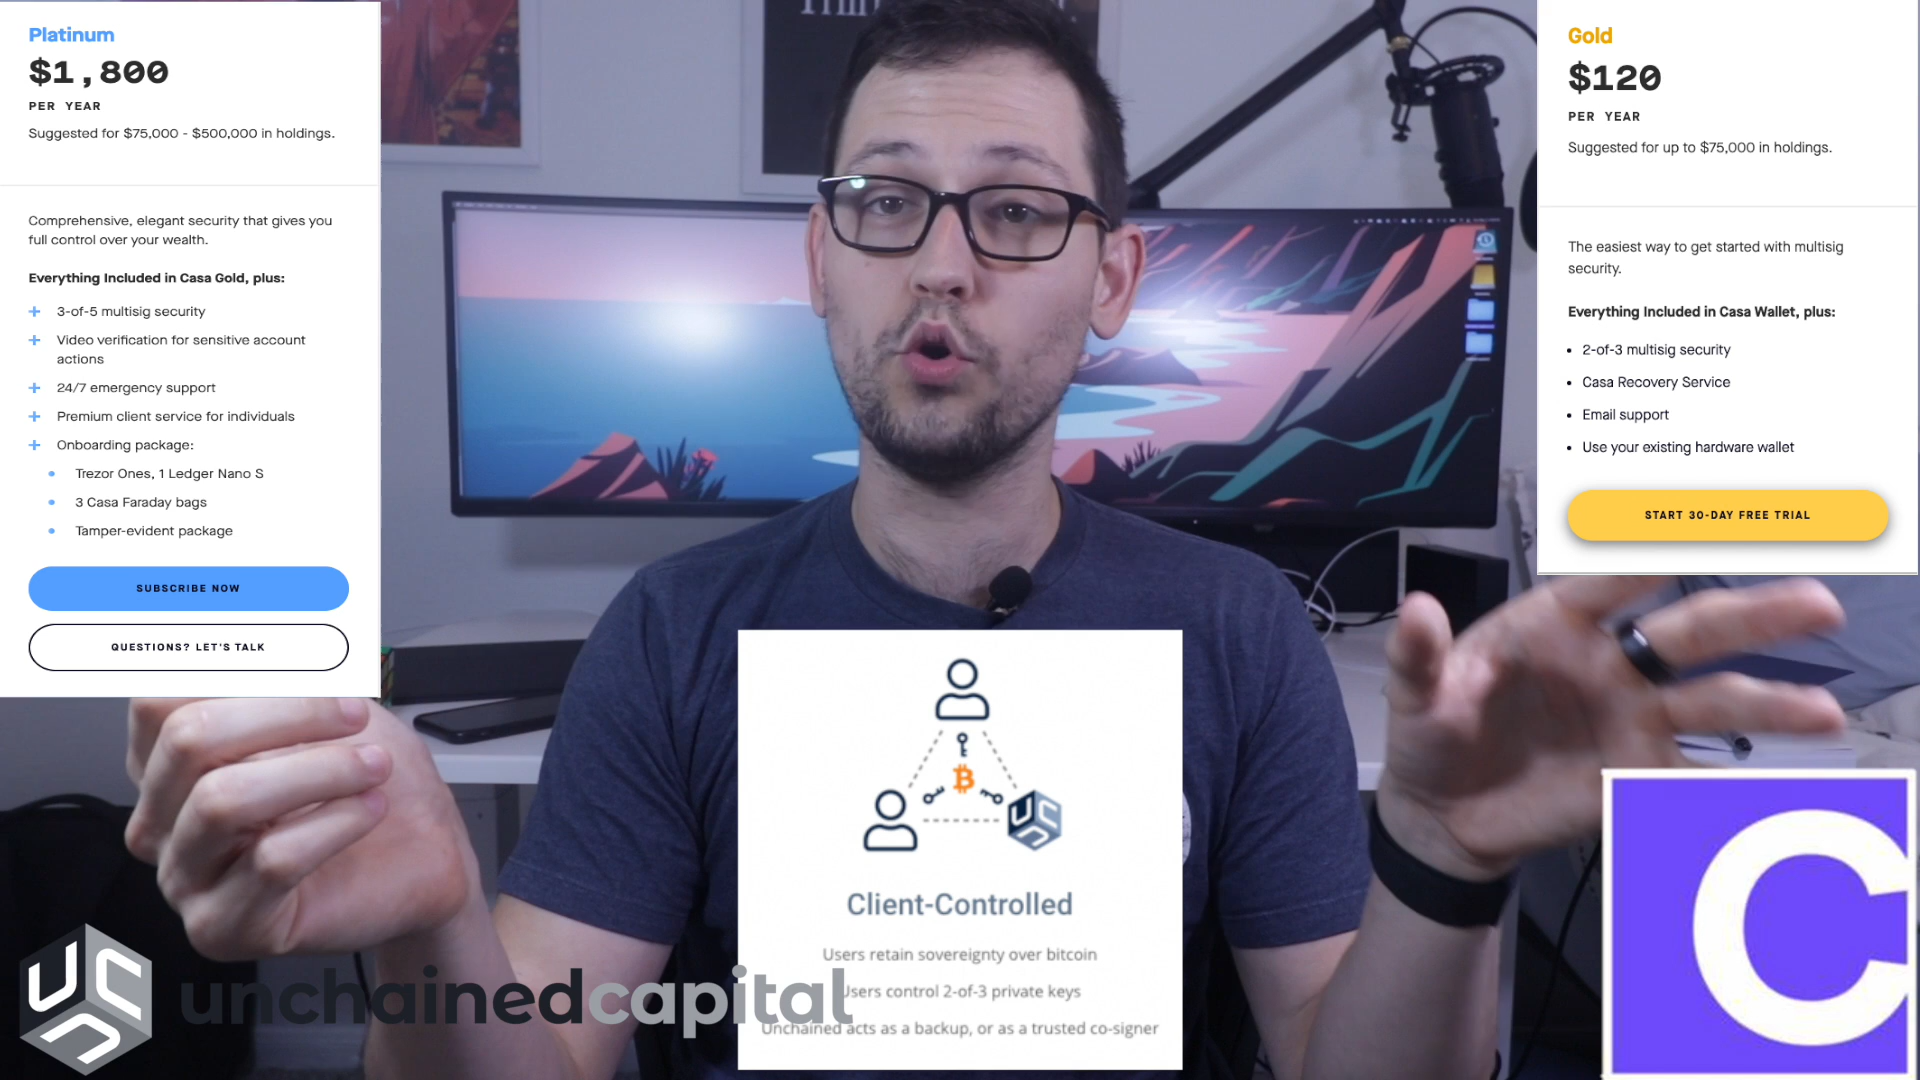 Platinum
$1,800
PER YEAR
Suggested for $75,000 - $500,000 in holdings.
Comprehensive, elegant security that gives you
full control over your wealth.
Everything Included in Casa Gold, plus:
3-of-5 multisig security
Video verification for sensitive account
actions
24/7 emergency support
Premium client service for individuals
Onboarding package:
Trezor Ones, 1 Ledger Nano S
3 Casa Faraday bags
Tamper-evident package
SUBSCRIBE NOW
QUESTIONS? LET'S TALK
Gold
$120
PER YEAR
Suggested for up to $75,000 in holdings.
The easiest way to get started with multisig
security.
Everything Included in Casa Wallet, plus:
2-of-3 multisig security
Casa Recovery Service
Email support
Use your existing hardware wallet
START 30-DAY FREE TRIAL
Client-Controlled
Users retain sovereignty over bitcoin
Users control 2-of-3 private keys
Unchained acts as a backup, or as a trusted co-signer
unchainedcapital
C